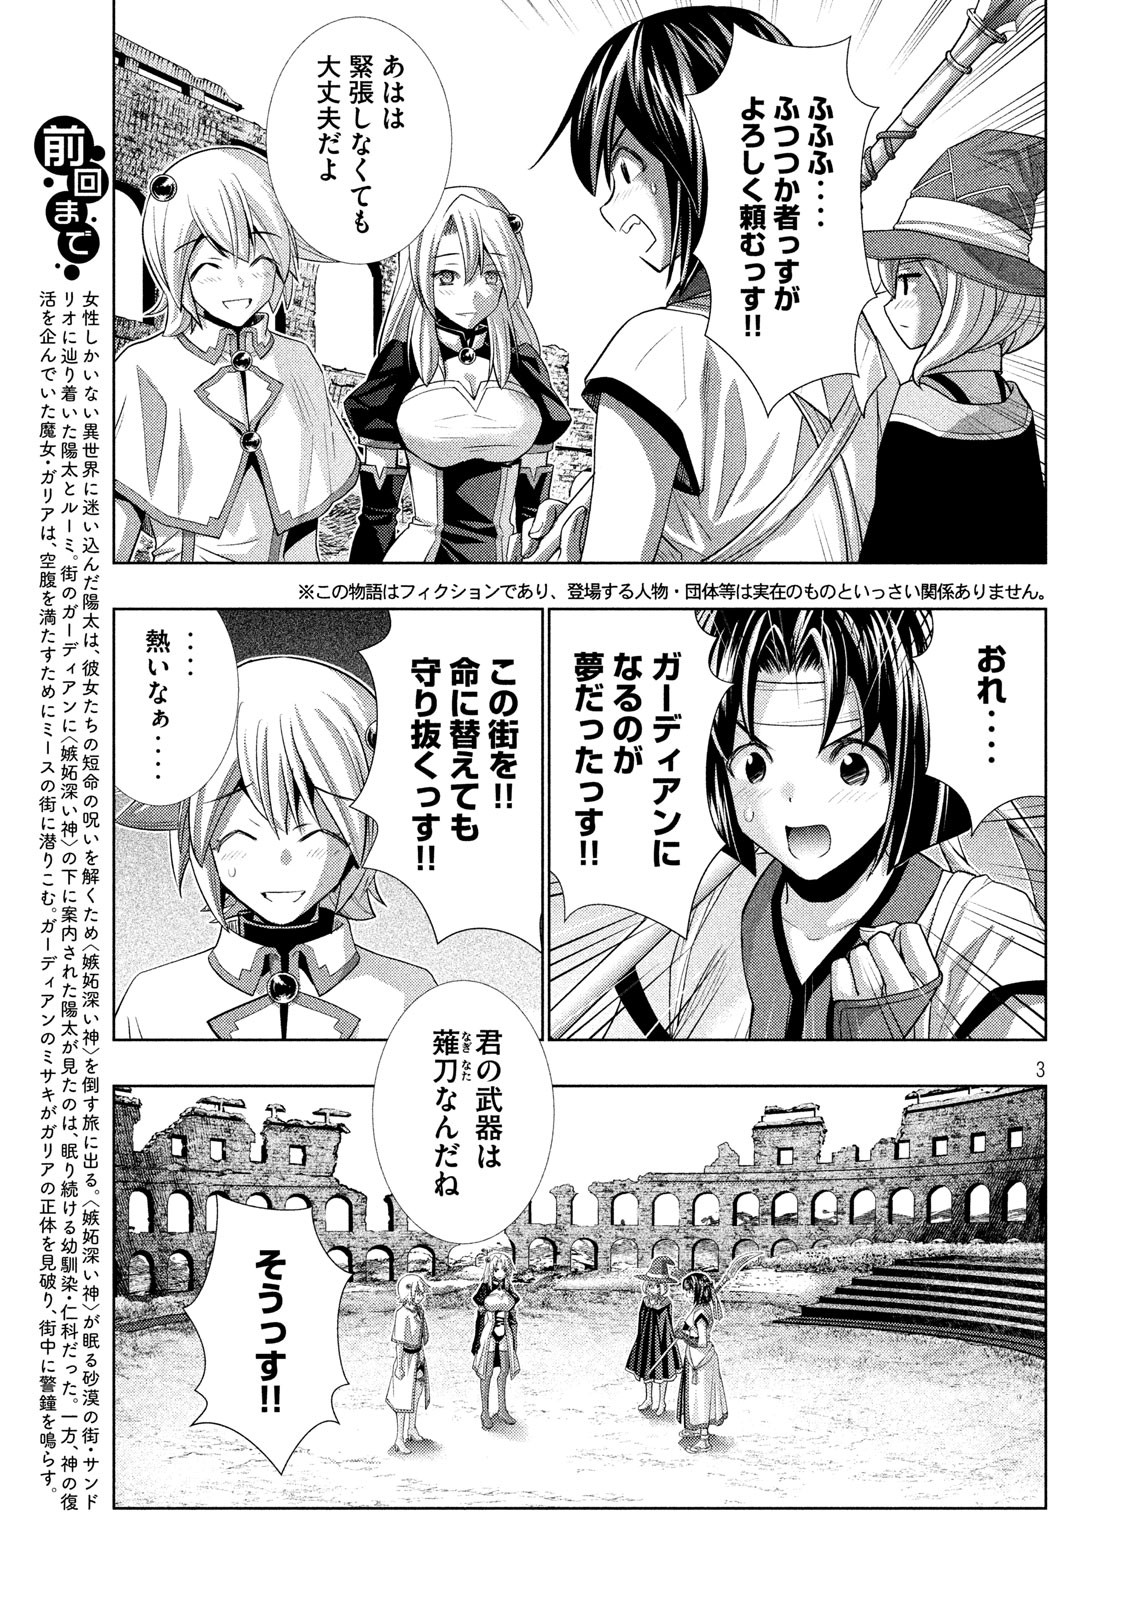 ふふふ‥‥
ふつつか者っすが
よろしく頼むっす!!
あはは
緊張しなくても
大丈夫だよ
※この物語はフィクションであり、登場する人物・団体等は実在のものといっさい関係ありません。
おれ‥‥
ガーディアンに
なるのが
夢だったっす!!
この街を!!
命に替えても
守り抜くっす!!
‥‥
熱いなぁ‥‥
3
君の武器は
薙刀なんだね
なぎなた
そうっす!!
前回まで
女性しかいない異世界に迷い込んだ陽太は、彼女たちの短命の呪いを解くため〈嫉妬深い神〉を倒す旅に出る。〈嫉妬深い神〉が眠る砂漠の街・サンド
リオに辿り着いた陽太とルーミ。街のガーディアンに〈嫉妬深い神〉の下に案内された陽太が見たのは、眠り続ける幼馴染・仁科だった。一方、神の復
活を企んでいた魔女・ガリアは、空腹を満たすためにミースの街に潜りこむ。ガーディアンのミサキがガリアの正体を見破り、街中に警鐘を鳴らす。